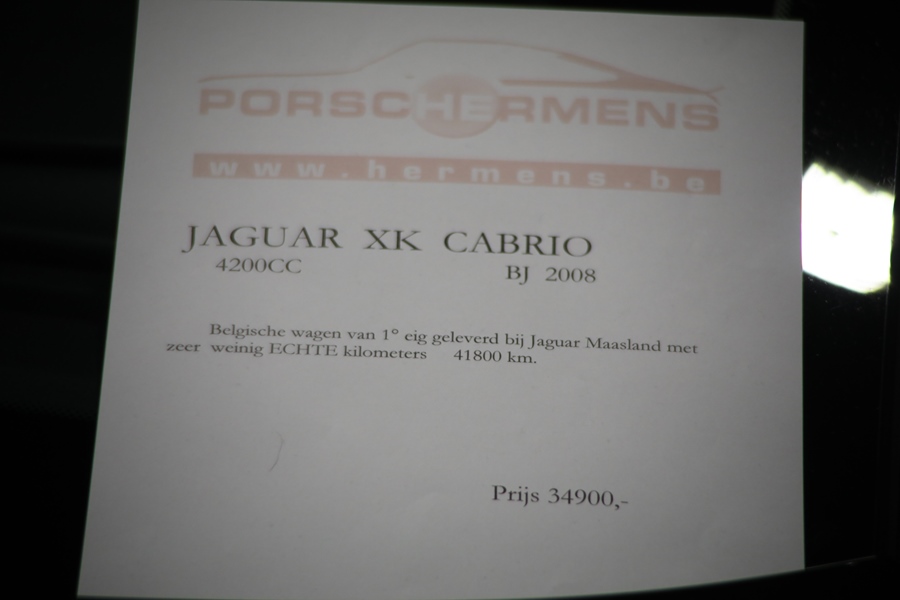 PORSCHERMENS
www.hermens.be
JAGUAR XK CABRIO
4200CC BJ 2008
Belgische wagen van 1° eig geleverd bij Jaguar Maasland met
zeer weinig ECHTE kilometers 41800 km.
Prijs 34900,-